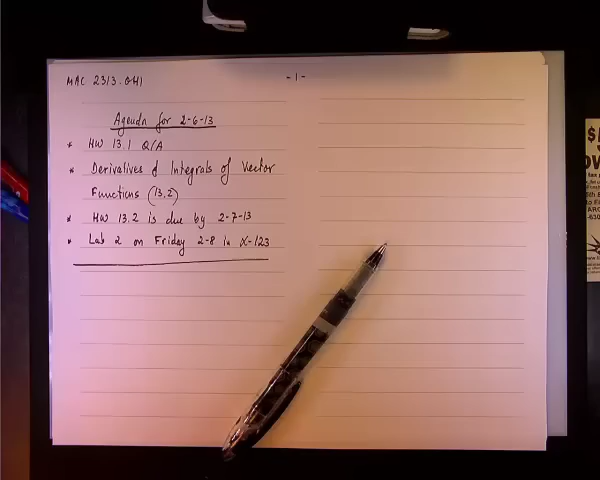 MAC 2313.0H1
-1-
Agenda for 2-6-13
* HW 13.1 Q/A
* Derivatives & Integrals of Vector
Functions (13.2)
* HW 13.2 is due by 2-7-13
* Lab 2 on Friday 2-8 in X-123